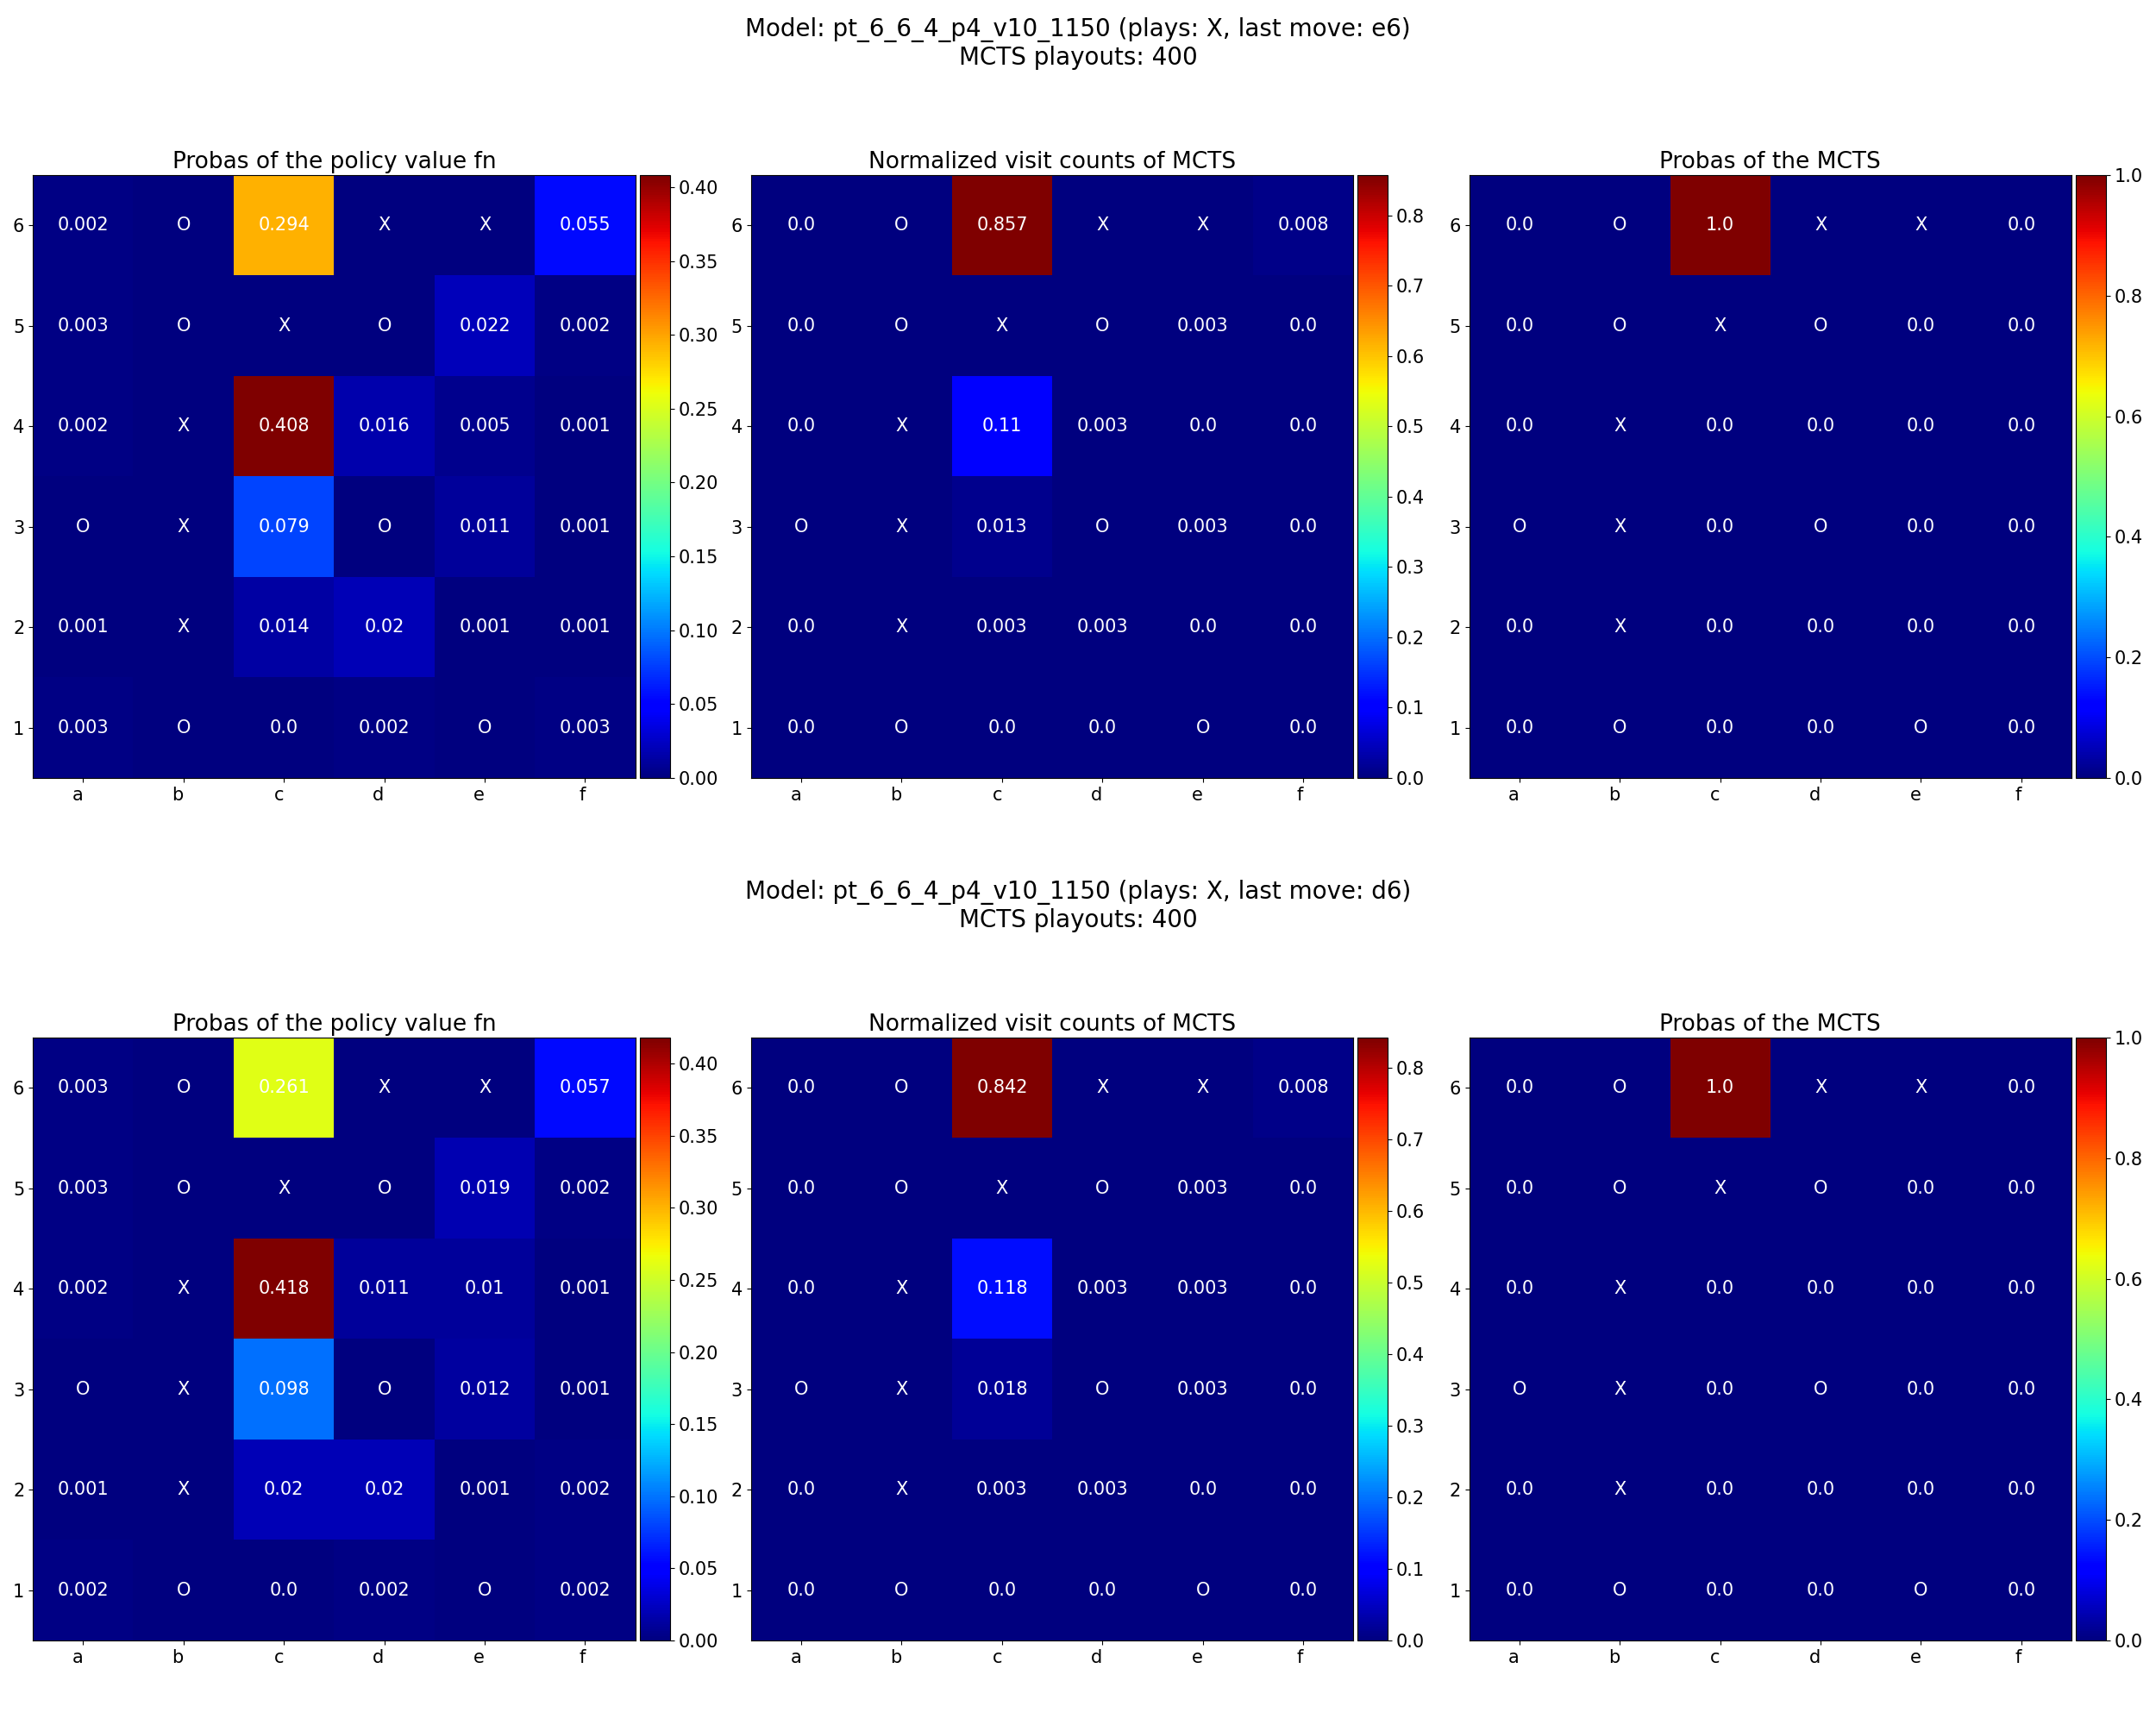 Model: pt_6_6_4_p4_v10_1150 (plays: X, last move: e6)
MCTS playouts: 400
Probas of the policy value fn
6 0.002 O 0.294 X X 0.055
5 0.003 O X O 0.022 0.002
4 0.002 X 0.408 0.016 0.005 0.001
3 O X 0.079 O 0.011 0.001
2 0.001 X 0.014 0.02 0.001 0.001
1 0.003 O 0.0 0.002 O 0.003
a b c d e f
0.40
0.35
0.30
0.25
0.20
0.15
0.10
0.05
0.00
Normalized visit counts of MCTS
6 0.0 O 0.857 X X 0.008
5 0.0 O X O 0.003 0.0
4 0.0 X 0.11 0.003 0.0 0.0
3 O X 0.013 O 0.003 0.0
2 0.0 X 0.003 0.003 0.0 0.0
1 0.0 O 0.0 0.0 O 0.0
a b c d e f
0.8
0.7
0.6
0.5
0.4
0.3
0.2
0.1
0.0
Probas of the MCTS
6 0.0 O 1.0 X X 0.0
5 0.0 O X O 0.0 0.0
4 0.0 X 0.0 0.0 0.0 0.0
3 O X 0.0 O 0.0 0.0
2 0.0 X 0.0 0.0 0.0 0.0
1 0.0 O 0.0 0.0 O 0.0
a b c d e f
1.0
0.8
0.6
0.4
0.2
0.0
Model: pt_6_6_4_p4_v10_1150 (plays: X, last move: d6)
MCTS playouts: 400
Probas of the policy value fn
6 0.003 O 0.261 X X 0.057
5 0.003 O X O 0.019 0.002
4 0.002 X 0.418 0.011 0.01 0.001
3 O X 0.098 O 0.012 0.001
2 0.001 X 0.02 0.02 0.001 0.002
1 0.002 O 0.0 0.002 O 0.002
a b c d e f
0.40
0.35
0.30
0.25
0.20
0.15
0.10
0.05
0.00
Normalized visit counts of MCTS
6 0.0 O 0.842 X X 0.008
5 0.0 O X O 0.003 0.0
4 0.0 X 0.118 0.003 0.003 0.0
3 O X 0.018 O 0.003 0.0
2 0.0 X 0.003 0.003 0.0 0.0
1 0.0 O 0.0 0.0 O 0.0
a b c d e f
0.8
0.7
0.6
0.5
0.4
0.3
0.2
0.1
0.0
Probas of the MCTS
6 0.0 O 1.0 X X 0.0
5 0.0 O X O 0.0 0.0
4 0.0 X 0.0 0.0 0.0 0.0
3 O X 0.0 O 0.0 0.0
2 0.0 X 0.0 0.0 0.0 0.0
1 0.0 O 0.0 0.0 O 0.0
a b c d e f
1.0
0.8
0.6
0.4
0.2
0.0